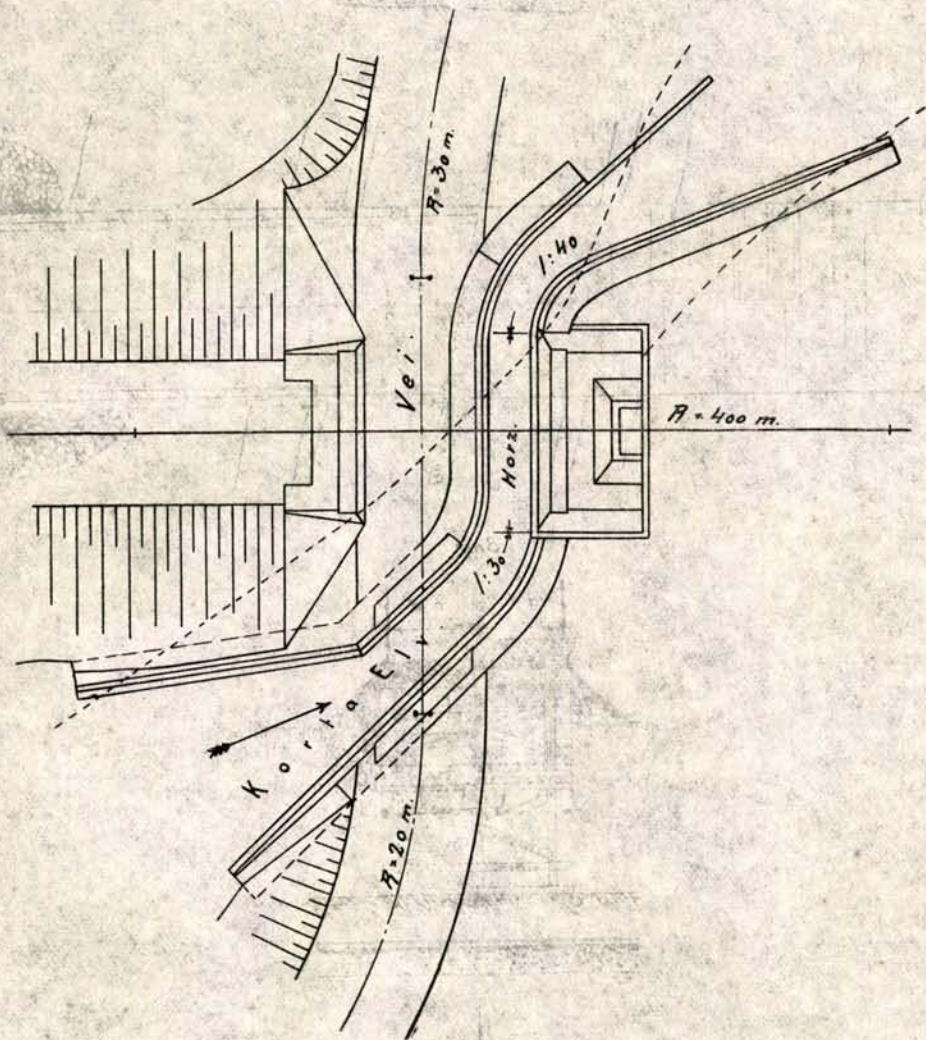 R = 30 m.
1:40
Vei.
R = 400 m.
Horz.
1:30
Korta Elv
R = 20 m.